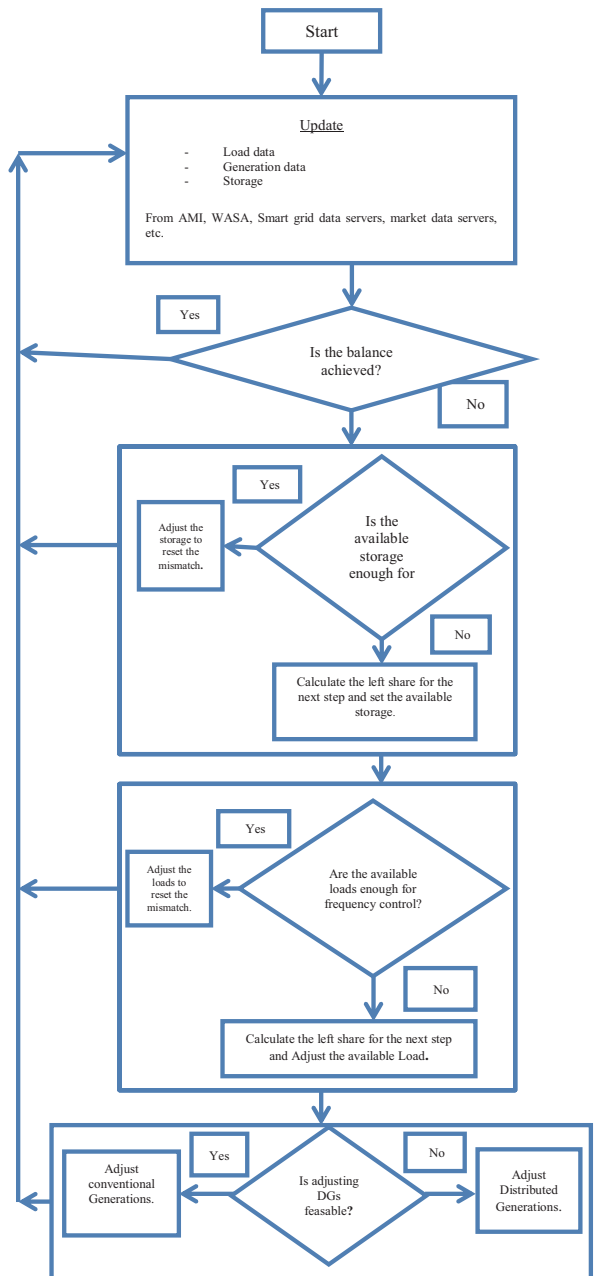 Start
Update
- Load data
- Generation data
- Storage
From AMI, WASA, Smart grid data servers, market data servers,
etc.
Yes
Is the balance
achieved?
No
Yes
Adjust the
storage to
reset the
mismatch.
Is the
available
storage
enough for
No
Calculate the left share for the
next step and set the available
storage.
Yes
Adjust the
loads to
reset the
mismatch.
Are the available
loads enough for
frequency control?
No
Calculate the left share for the next step
and Adjust the available Load.
Yes
No
Adjust
conventional
Generations.
Is adjusting
DGs
feasable?
Adjust
Distributed
Generations.